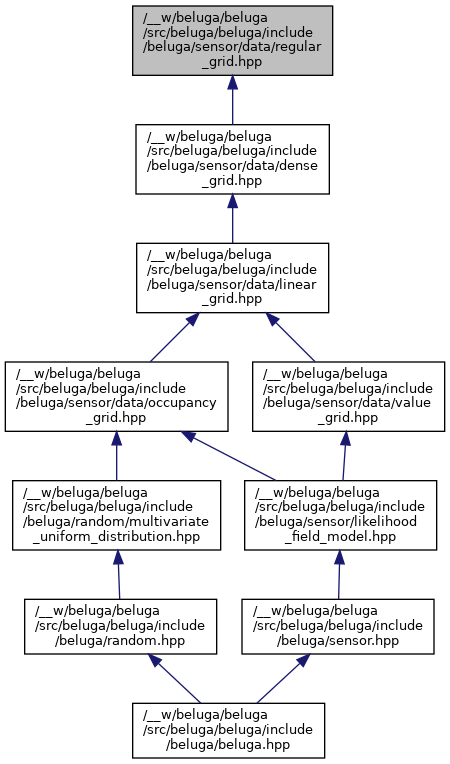 /__w/beluga/beluga
/src/beluga/beluga/include
/beluga/sensor/data/regular
_grid.hpp
/__w/beluga/beluga
/src/beluga/beluga/include
/beluga/sensor/data/dense
_grid.hpp
/__w/beluga/beluga
/src/beluga/beluga/include
/beluga/sensor/data/linear
_grid.hpp
/__w/beluga/beluga
/src/beluga/beluga/include
/beluga/sensor/data/occupancy
_grid.hpp
/__w/beluga/beluga
/src/beluga/beluga/include
/beluga/sensor/data/value
_grid.hpp
/__w/beluga/beluga
/src/beluga/beluga/include
/beluga/random/multivariate
_uniform_distribution.hpp
/__w/beluga/beluga
/src/beluga/beluga/include
/beluga/sensor/likelihood
_field_model.hpp
/__w/beluga/beluga
/src/beluga/beluga/include
/beluga/random.hpp
/__w/beluga/beluga
/src/beluga/beluga/include
/beluga/sensor.hpp
/__w/beluga/beluga
/src/beluga/beluga/include
/beluga/beluga.hpp